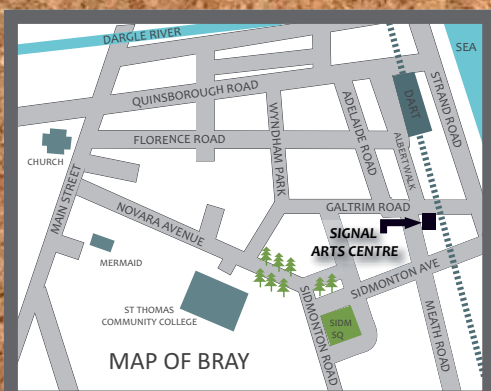 DARGLE RIVER
SEA
QUINSBOROUGH ROAD
DART
STRAND ROAD
WYNDHAM PARK
ADELAIDE ROAD
FLORENCE ROAD
ALBERT WALK
CHURCH
MAIN STREET
NOVARA AVENUE
GALTRIM ROAD
SIGNAL
ARTS CENTRE
MERMAID
SIDMONTON AVE
ST THOMAS
COMMUNITY COLLEGE
SIDMONTON ROAD
SIDM
SQ
MEATH ROAD
MAP OF BRAY